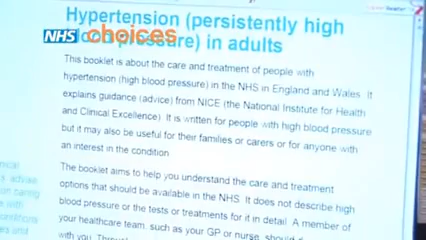 Hypertension (persistently high
blood pressure) in adults
NHS choices
This booklet is about the care and treatment of people with
hypertension (high blood pressure) in the NHS in England and Wales. It
explains guidance (advice) from NICE (the National Institute for Health
and Clinical Excellence). It is written for people with high blood pressure
but it may also be useful for their families or carers or for anyone with
an interest in the condition.
The booklet aims to help you understand the care and treatment
options that should be available in the NHS. It does not describe high
blood pressure or the tests or treatments for it in detail. A member of
your healthcare team, such as your GP or nurse, should
with you.